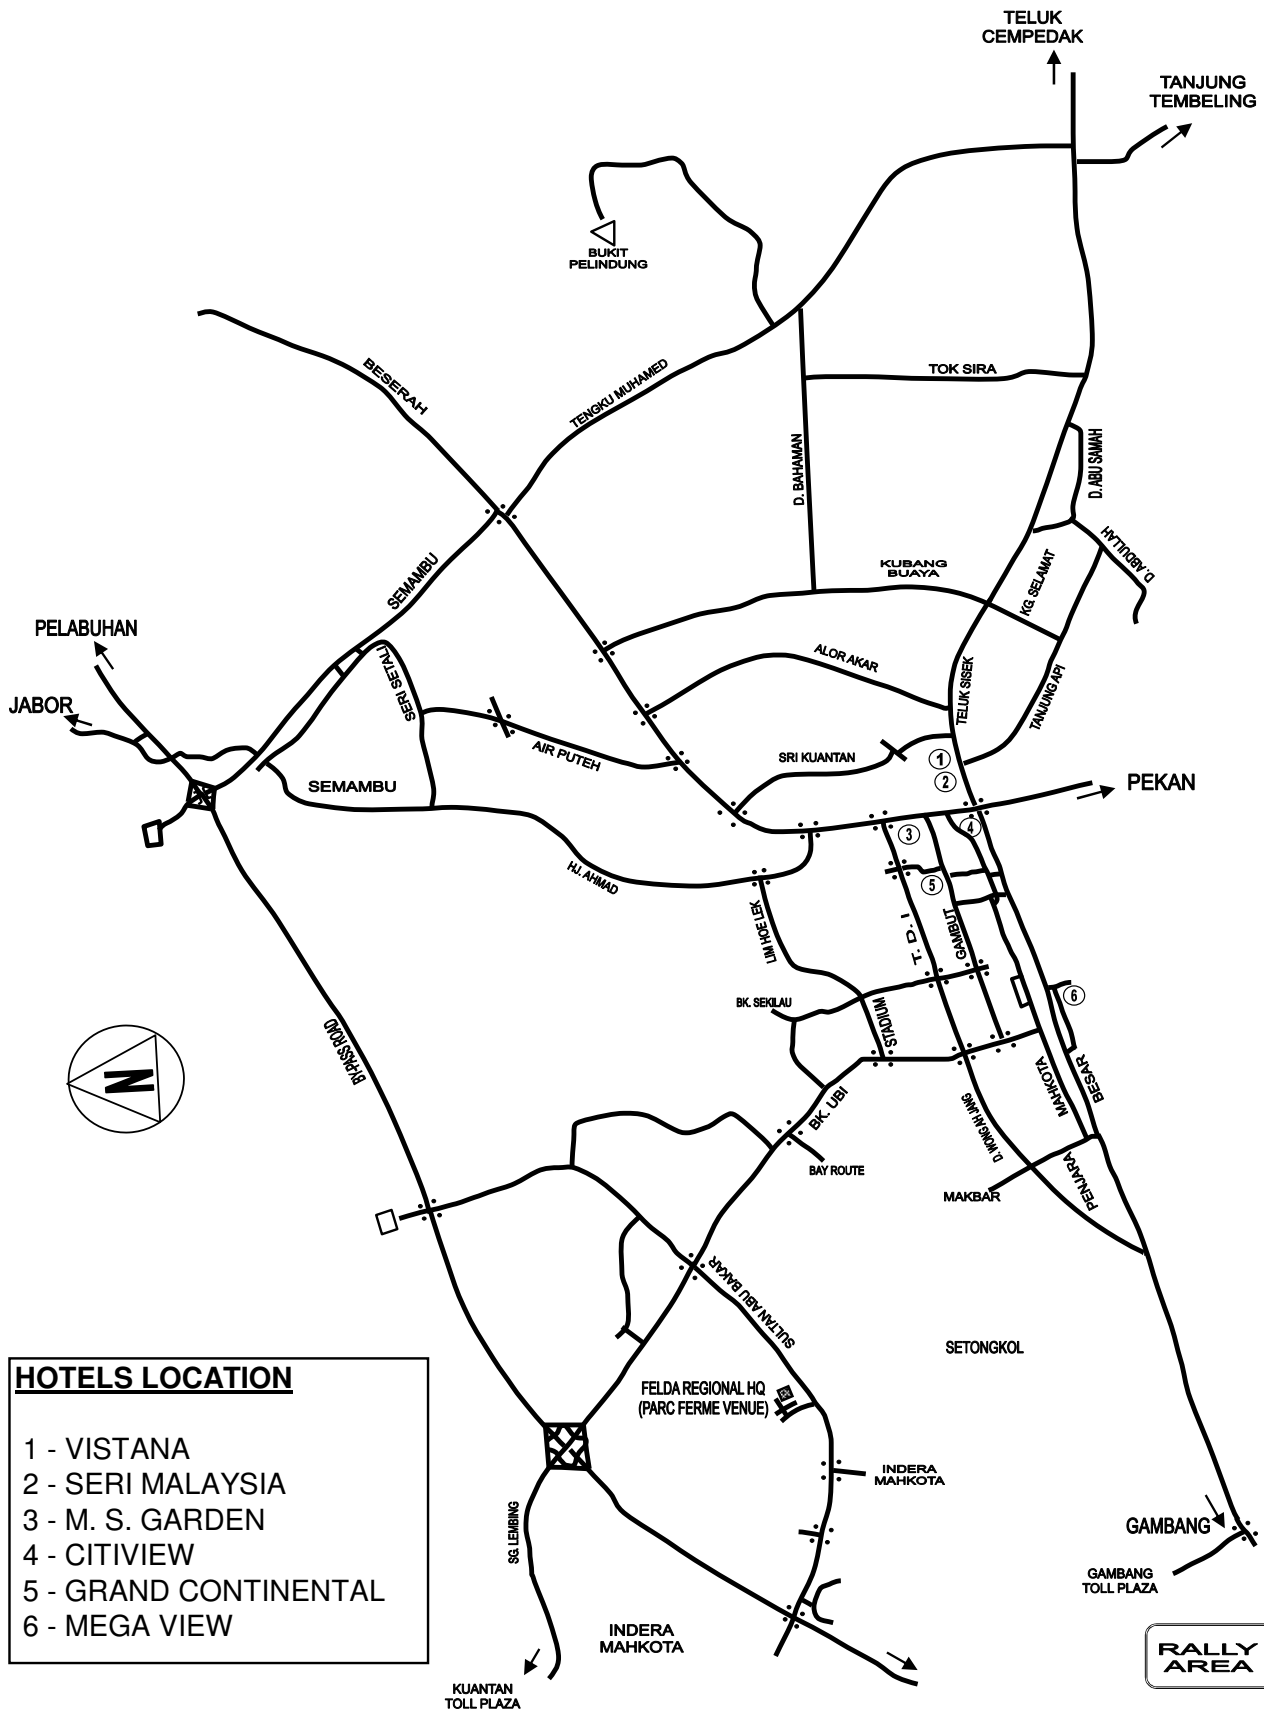 TELUK
CEMPEDAK
TANJUNG
TEMBELING
BUKIT
PELINDUNG
BESERAH
TENGKU MUHAMED
TOK SIRA
D. BAHAMAN
D. ABU SAMAH
D. ABDULLAH
SEMAMBU
KUBANG
BUAYA
KG. SELAMAT
PELABUHAN
SERI SETALI
ALOR AKAR
TELUK SISEK
TANJUNG API
JABOR
AIR PUTEH
SRI KUANTAN
1
2
SEMAMBU
PEKAN
3
4
HJ. AHMAD
5
LIM HOE LEK
T. D. I
GAMBUT
BK. SEKILAU
STADIUM
6
BY-PASS ROAD
N
BK. UBI
MAHKOTA
BESAR
D. WONG AH JANG
BAY ROUTE
MAKBAR
PENJARA
SULTAN ABU BAKAR
SETONGKOL
FELDA REGIONAL HQ
(PARC FERME VENUE)
HOTELS LOCATION
1 - VISTANA
2 - SERI MALAYSIA
3 - M. S. GARDEN
4 - CITIVIEW
5 - GRAND CONTINENTAL
6 - MEGA VIEW
INDERA
MAHKOTA
SG. LEMBING
GAMBANG
GAMBANG
TOLL PLAZA
INDERA
MAHKOTA
KUANTAN
TOLL PLAZA
RALLY
AREA